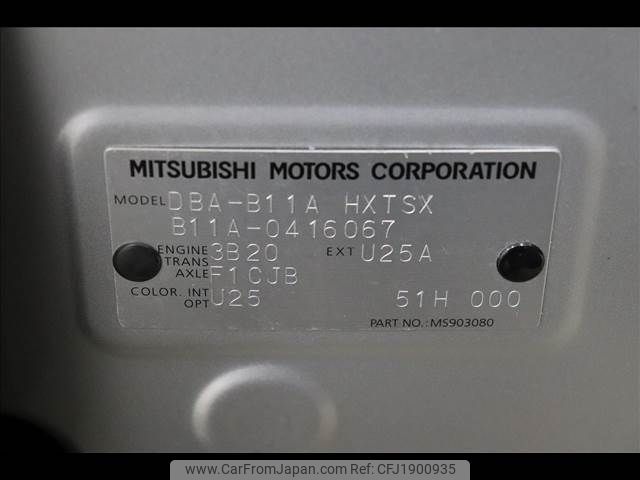 MITSUBISHI MOTORS CORPORATION
MODEL DBA-B11A HXTSX
B11A-0416067
ENGINE 3B20 EXT U25A
TRANS
AXLE F1CJB
COLOR. INT U25 51H 000
OPT
PART NO.:MS903080
www.CarFromJapan.com ID: CFJ1900935